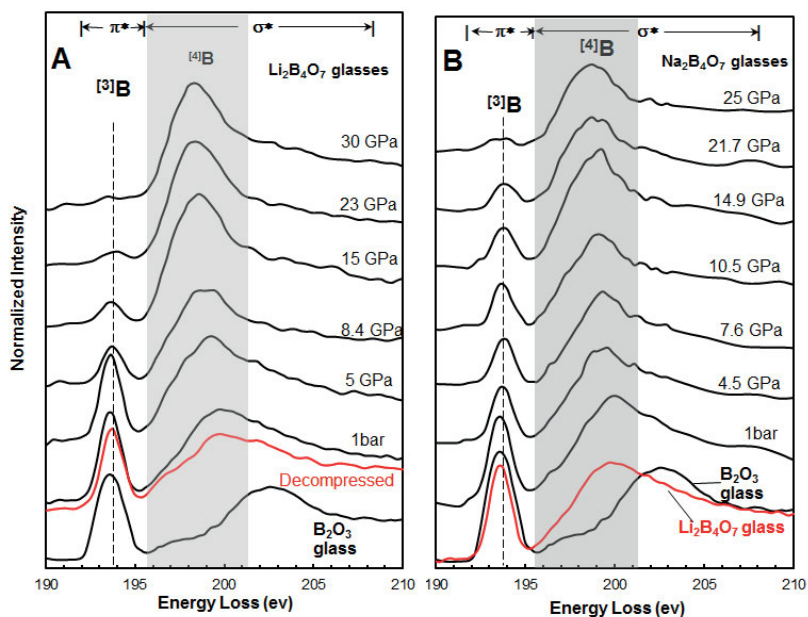 Normalized Intensity
A
π*
σ*
[4]B
Li2B4O7 glasses
[3]B
30 GPa
23 GPa
15 GPa
8.4 GPa
5 GPa
1bar
Decompressed
B2O3
glass
190 195 200 205 210
Energy Loss (ev)
B
π*
σ*
[4]B
Na2B4O7 glasses
[3]B
25 GPa
21.7 GPa
14.9 GPa
10.5 GPa
7.6 GPa
4.5 GPa
1bar
B2O3
glass
Li2B4O7 glass
190 195 200 205 210
Energy Loss (ev)